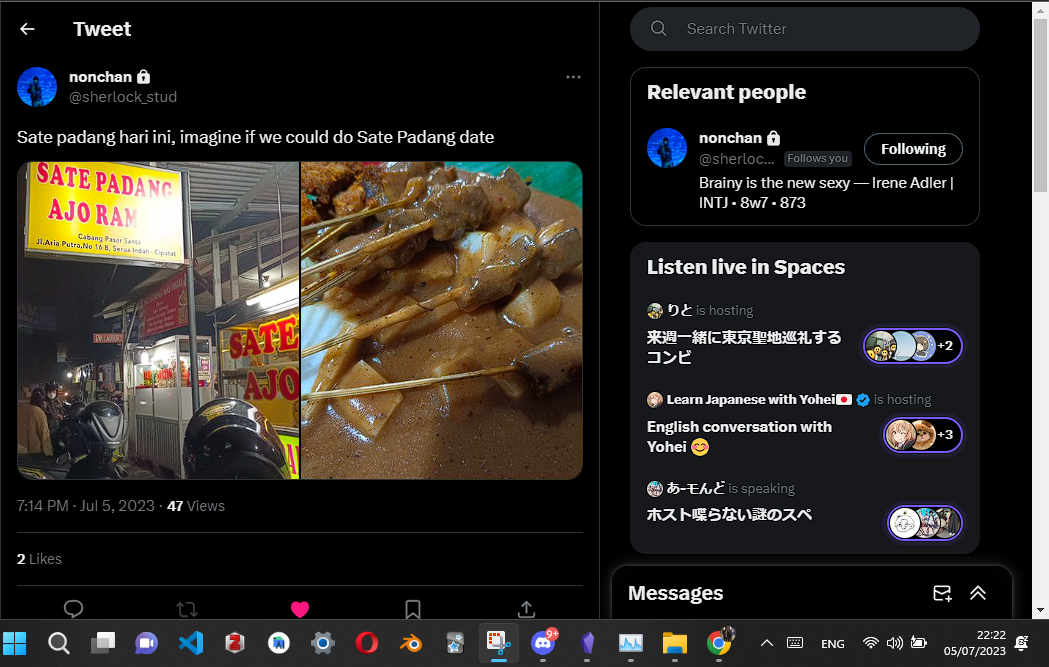 Tweet
nonchan
@sherlock_stud
Sate padang hari ini, imagine if we could do Sate Padang date
SATE PADANG
AJO RAM
Cabang Pasar Santa
Jl.Aria Putra,No 16 B, Serua Indah - Ciputat
SATE
AJO
7:14 PM · Jul 5, 2023 · 47 Views
2 Likes
Search Twitter
Relevant people
nonchan
@sherloc... Follows you
Following
Brainy is the new sexy — Irene Adler |
INTJ • 8w7 • 873
Listen live in Spaces
りと is hosting
来週一緒に東京聖地巡礼する
コンビ
+2
Learn Japanese with Yohei🇯🇵 is hosting
English conversation with
Yohei 😊
+3
あ-モんど is speaking
ホスト喋らない謎のスペ
Messages
9+
ENG
22:22
05/07/2023